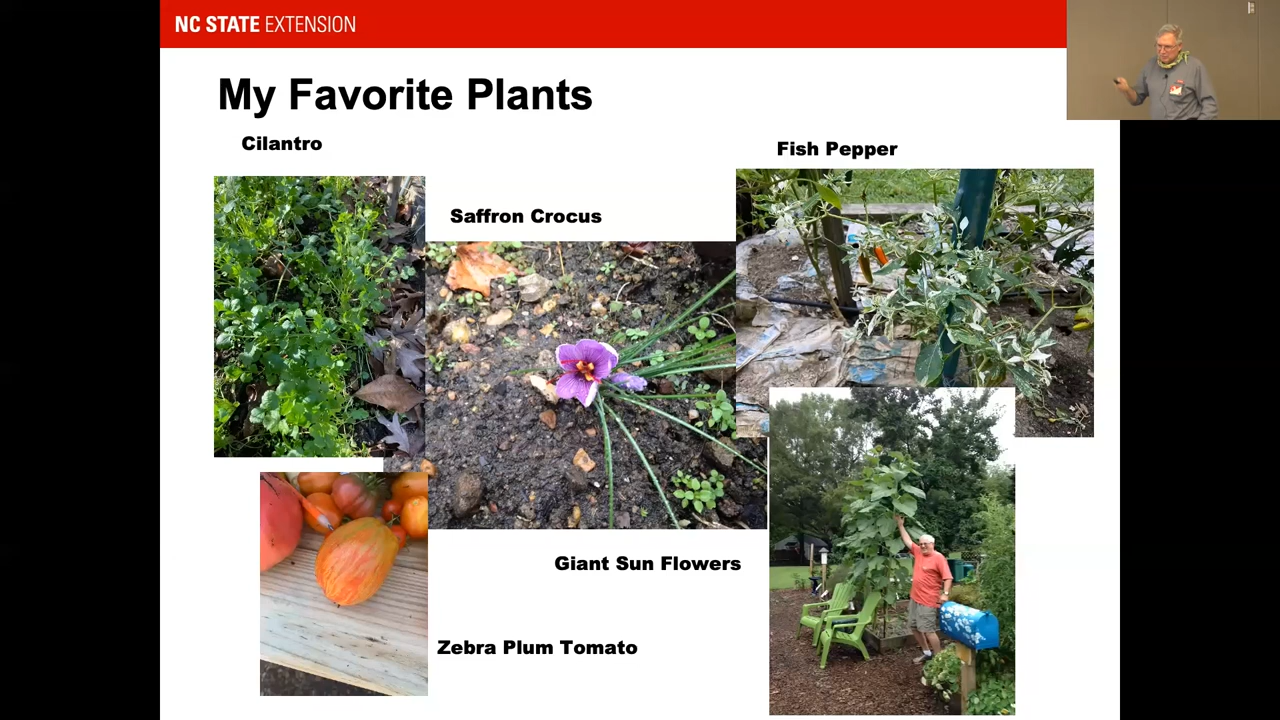 NC STATE EXTENSION
My Favorite Plants
Cilantro
Fish Pepper
Saffron Crocus
Giant Sun Flowers
Zebra Plum Tomato